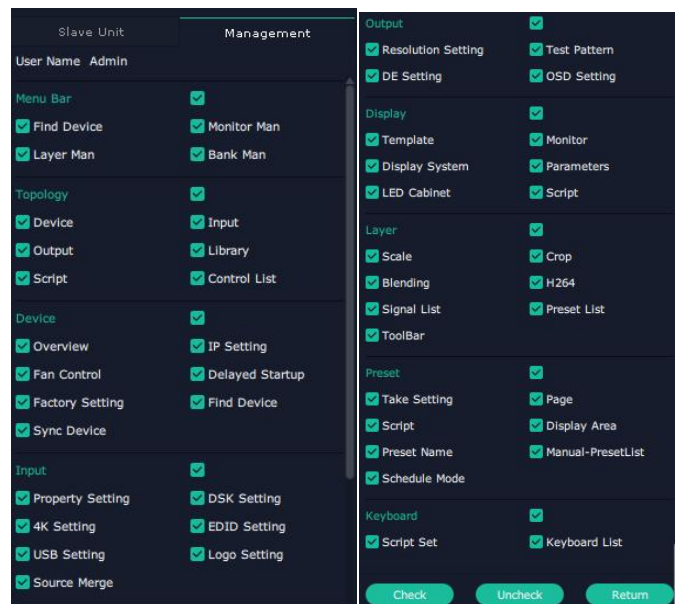 Slave Unit Management
User Name Admin
Menu Bar
Find Device Monitor Man
Layer Man Bank Man
Topology
Device Input
Output Library
Script Control List
Device
Overview IP Setting
Fan Control Delayed Startup
Factory Setting Find Device
Sync Device
Input
Property Setting DSK Setting
4K Setting EDID Setting
USB Setting Logo Setting
Source Merge
Output
Resolution Setting Test Pattern
DE Setting OSD Setting
Display
Template Monitor
Display System Parameters
LED Cabinet Script
Layer
Scale Crop
Blending H264
Signal List Preset List
ToolBar
Preset
Take Setting Page
Script Display Area
Preset Name Manual-PresetList
Schedule Mode
Keyboard
Script Set Keyboard List
Check Uncheck Return